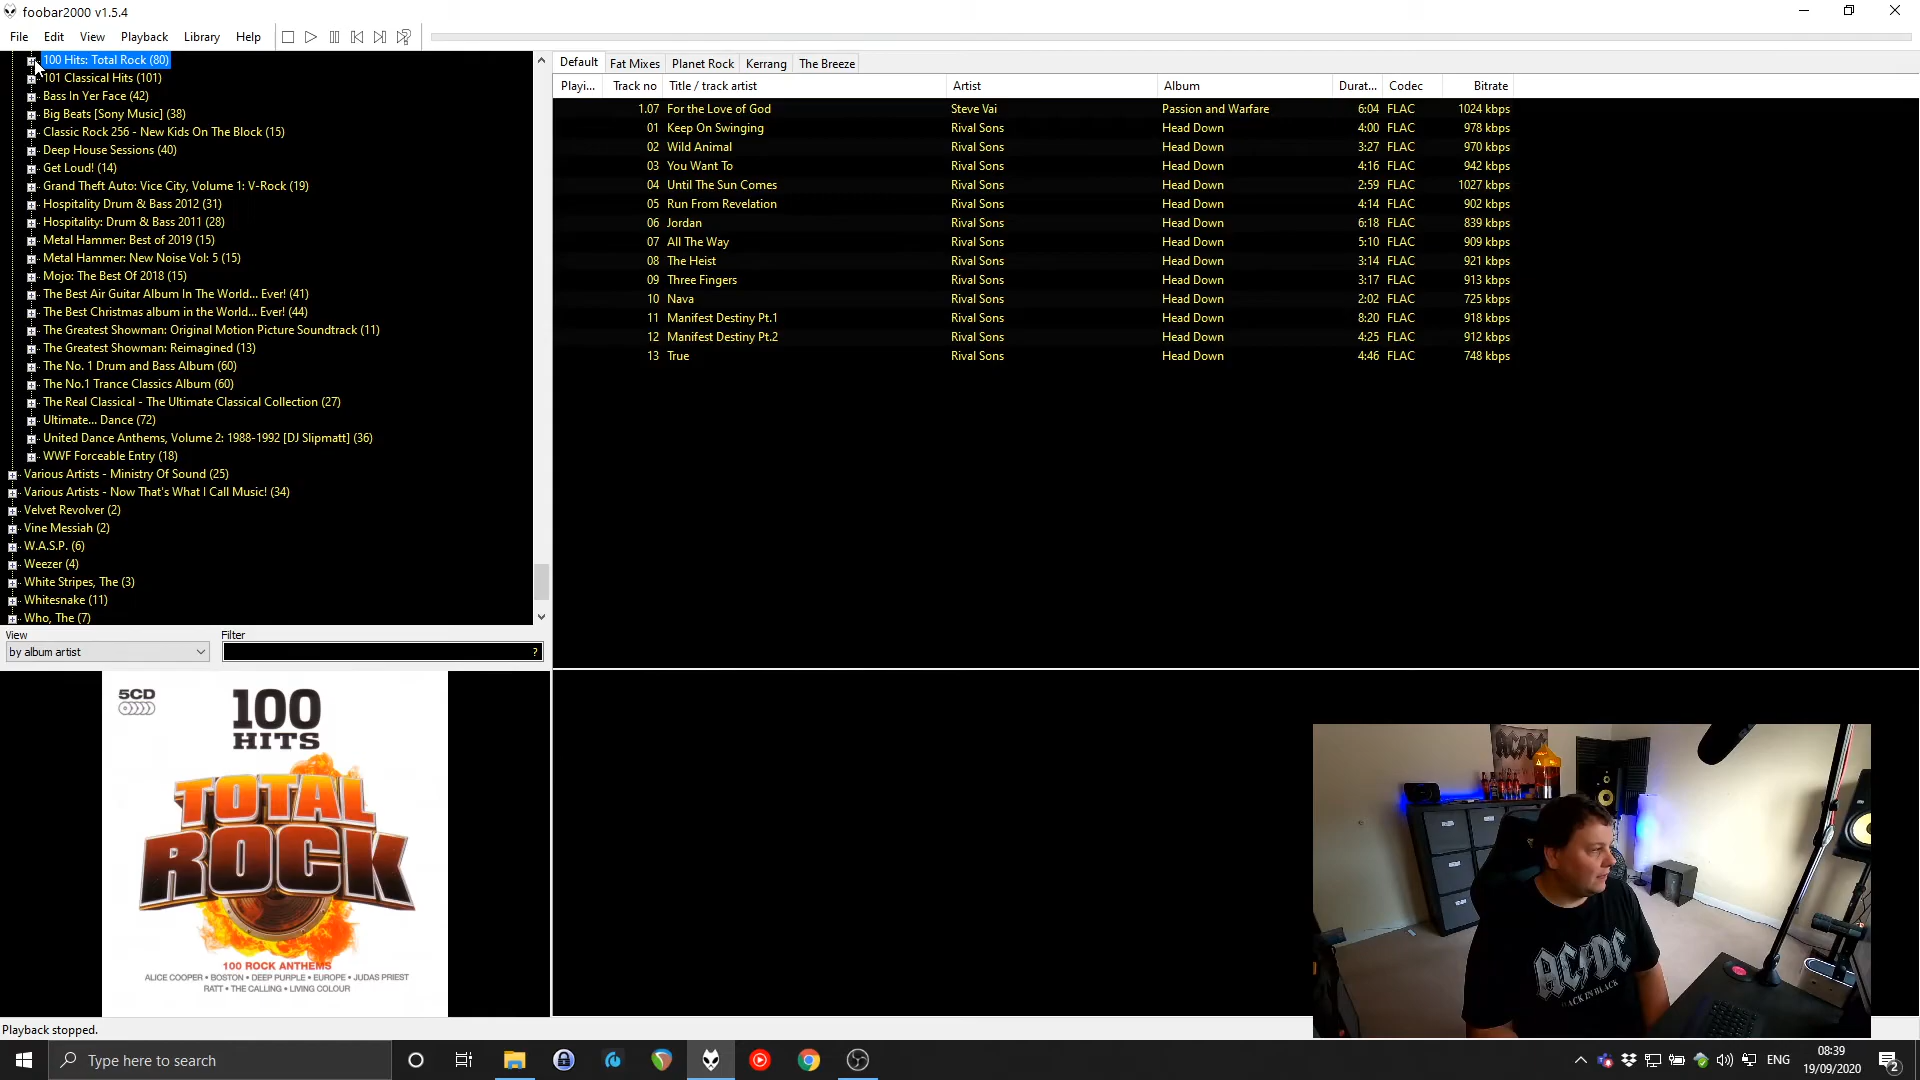 foobar2000 v1.5.4
File Edit View Playback Library Help
100 Hits: Total Rock (80)
101 Classical Hits (101)
Bass In Yer Face (42)
Big Beats [Sony Music] (38)
Classic Rock 256 - New Kids On The Block (15)
Deep House Sessions (40)
Get Loud! (14)
Grand Theft Auto: Vice City, Volume 1: V-Rock (19)
Hospitality Drum & Bass 2012 (31)
Hospitality: Drum & Bass 2011 (28)
Metal Hammer: Best of 2019 (15)
Metal Hammer: New Noise Vol: 5 (15)
Mojo: The Best Of 2018 (15)
The Best Air Guitar Album In The World... Ever! (41)
The Best Christmas album in the World... Ever! (44)
The Greatest Showman: Original Motion Picture Soundtrack (11)
The Greatest Showman: Reimagined (13)
The No. 1 Drum and Bass Album (60)
The No.1 Trance Classics Album (60)
The Real Classical - The Ultimate Classical Collection (27)
Ultimate... Dance (72)
United Dance Anthems, Volume 2: 1988-1992 [DJ Slipmatt] (36)
WWF Forceable Entry (18)
Various Artists - Ministry Of Sound (25)
Various Artists - Now That's What I Call Music! (34)
Velvet Revolver (2)
Vine Messiah (2)
W.A.S.P. (6)
Weezer (4)
White Stripes, The (3)
Whitesnake (11)
Who, The (7)
View Filter
by album artist ?
5CD
100
HITS
TOTAL
ROCK
100 ROCK ANTHEMS
ALICE COOPER • BOSTON • DEEP PURPLE • EUROPE • JUDAS PRIEST
RATT • THE CALLING • LIVING COLOUR
Default Fat Mixes Planet Rock Kerrang The Breeze
Playi... Track no Title / track artist Artist Album Durat... Codec Bitrate
1.07 For the Love of God Steve Vai Passion and Warfare 6:04 FLAC 1024 kbps
01 Keep On Swinging Rival Sons Head Down 4:00 FLAC 978 kbps
02 Wild Animal Rival Sons Head Down 3:27 FLAC 970 kbps
03 You Want To Rival Sons Head Down 4:16 FLAC 942 kbps
04 Until The Sun Comes Rival Sons Head Down 2:59 FLAC 1027 kbps
05 Run From Revelation Rival Sons Head Down 4:14 FLAC 902 kbps
06 Jordan Rival Sons Head Down 6:18 FLAC 839 kbps
07 All The Way Rival Sons Head Down 5:10 FLAC 909 kbps
08 The Heist Rival Sons Head Down 3:14 FLAC 921 kbps
09 Three Fingers Rival Sons Head Down 3:17 FLAC 913 kbps
10 Nava Rival Sons Head Down 2:02 FLAC 725 kbps
11 Manifest Destiny Pt.1 Rival Sons Head Down 8:20 FLAC 918 kbps
12 Manifest Destiny Pt.2 Rival Sons Head Down 4:25 FLAC 912 kbps
13 True Rival Sons Head Down 4:46 FLAC 748 kbps
AC/DC
AC/DC
BACK IN BLACK
Playback stopped.
Type here to search
ENG
08:39
19/09/2020
2